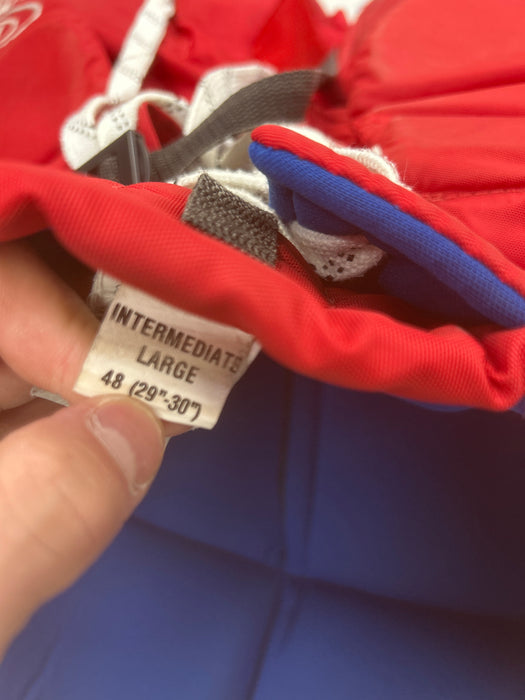 INTERMEDIATE
LARGE
48 (29"-30")